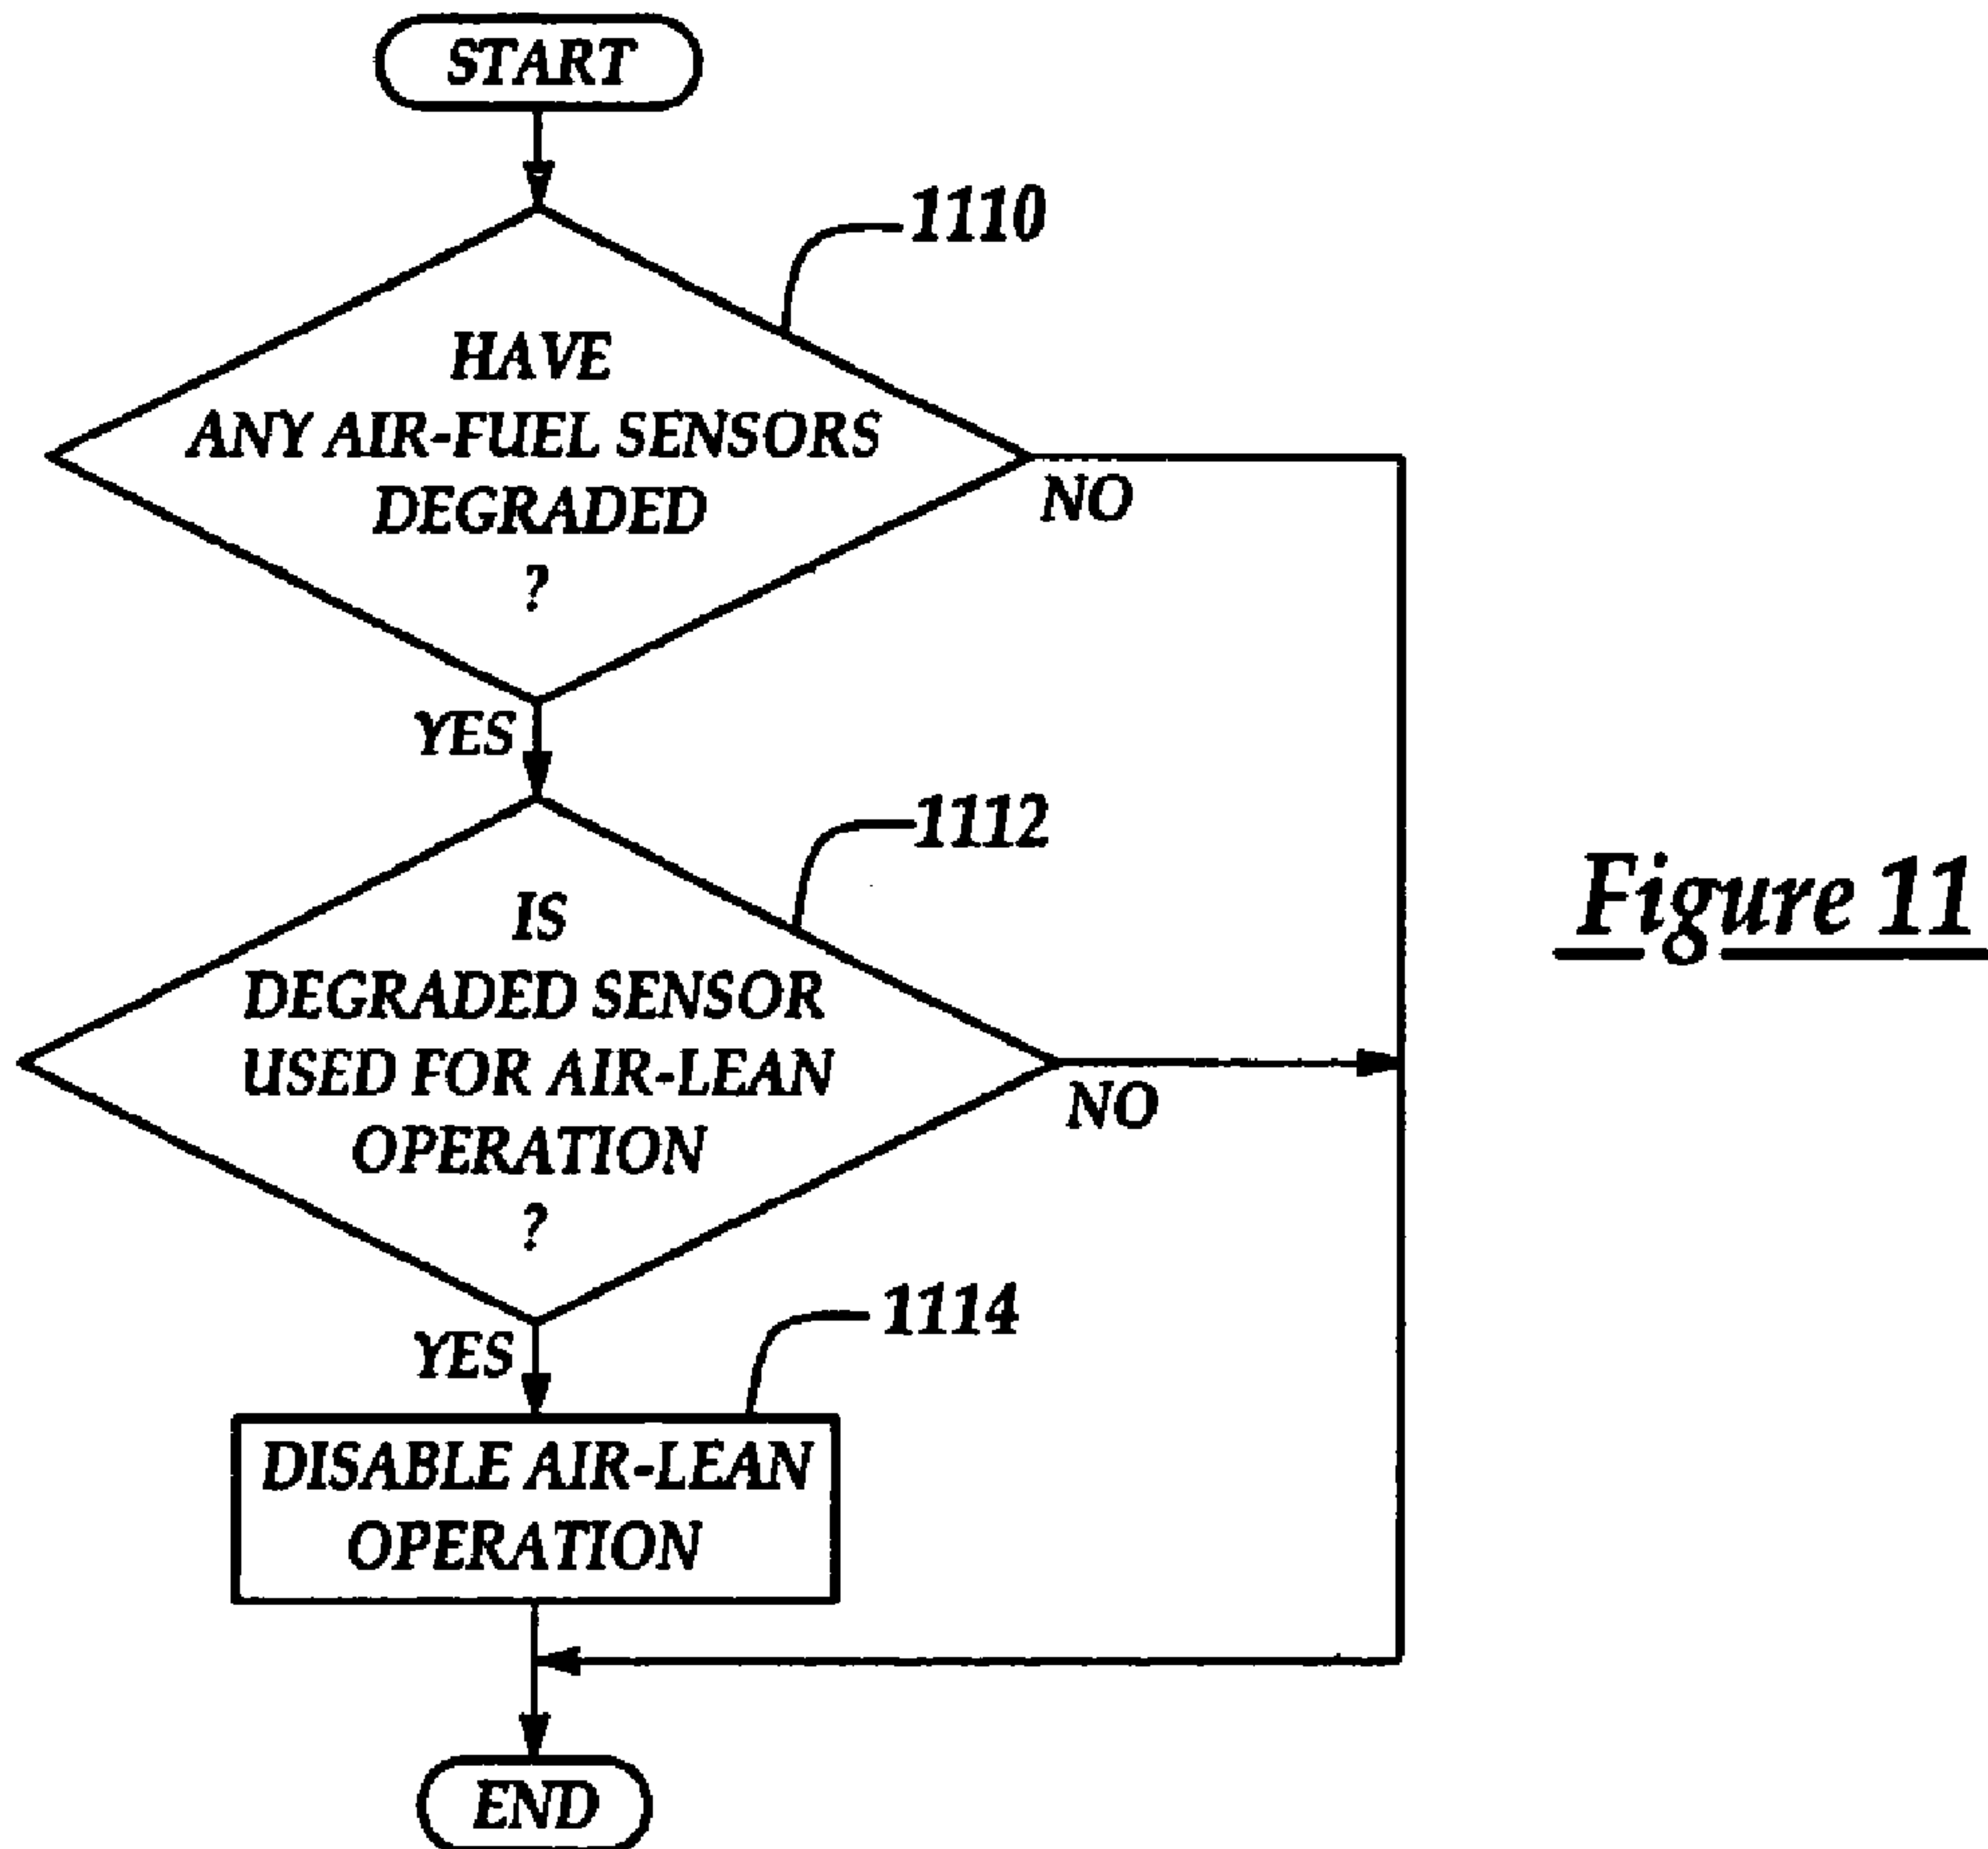 START
1110
HAVE
ANY AIR-FUEL SENSORS
DEGRADED
?
NO
YES
1112
IS
DEGRADED SENSOR
USED FOR AIR-LEAN
OPERATION
?
NO
YES
1114
DISABLE AIR-LEAN
OPERATION
END
Figure 11